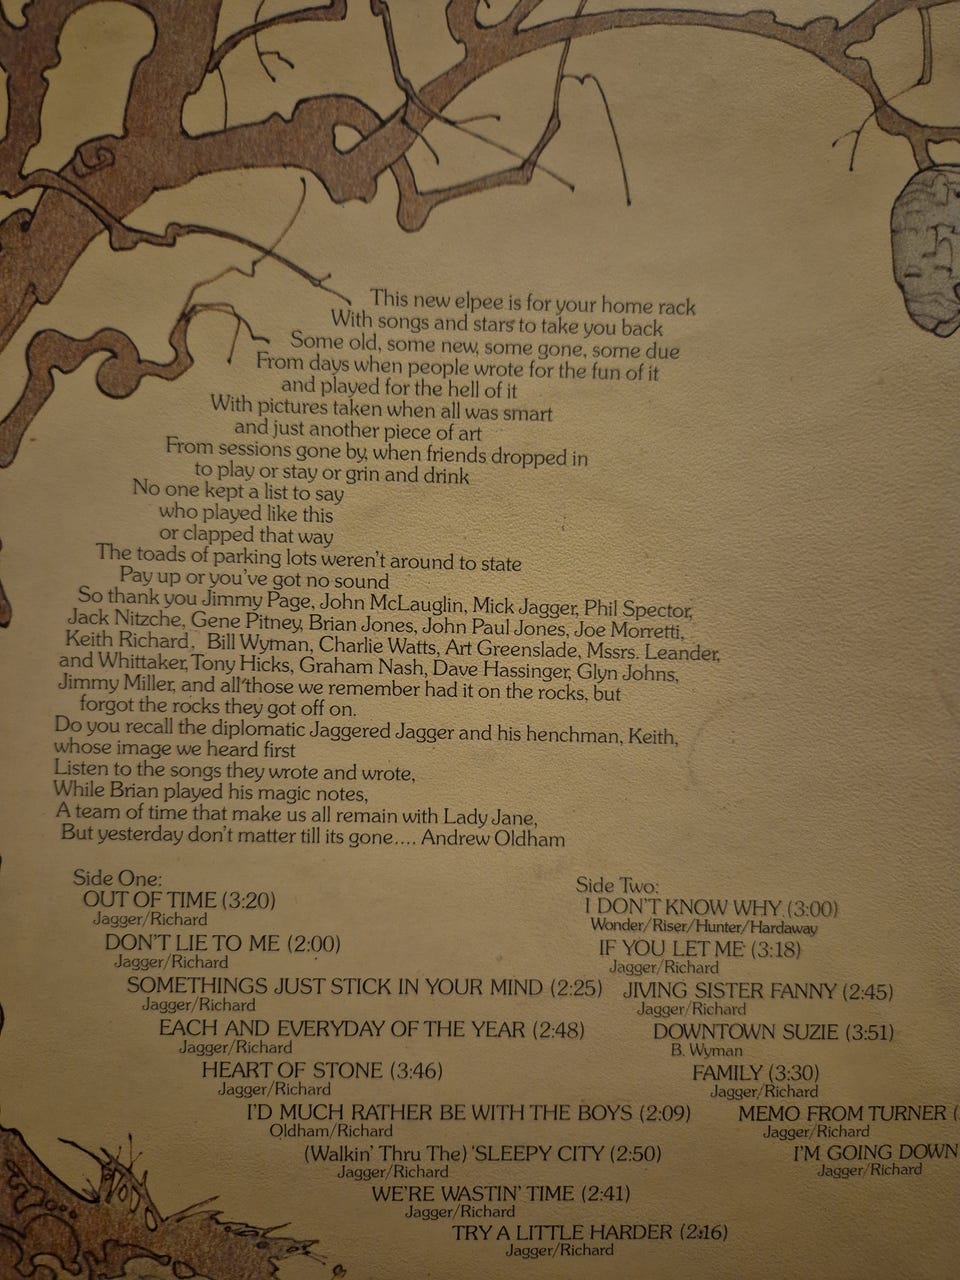 This new elpee is for your home rack
With songs and stars to take you back
Some old, some new, some gone, some due
From days when people wrote for the fun of it
and played for the hell of it
With pictures taken when all was smart
and just another piece of art
From sessions gone by, when friends dropped in
to play or stay or grin and drink
No one kept a list to say
who played like this
or clapped that way
The toads of parking lots weren't around to state
Pay up or you've got no sound
So thank you Jimmy Page, John McLauglin, Mick Jagger, Phil Spector,
Jack Nitzche, Gene Pitney, Brian Jones, John Paul Jones, Joe Morretti,
Keith Richard, Bill Wyman, Charlie Watts, Art Greenslade, Mssrs. Leander,
and Whittaker, Tony Hicks, Graham Nash, Dave Hassinger, Glyn Johns,
Jimmy Miller, and all those we remember had it on the rocks, but
forgot the rocks they got off on.
Do you recall the diplomatic Jaggered Jagger and his henchman, Keith,
whose image we heard first
Listen to the songs they wrote and wrote,
While Brian played his magic notes,
A team of time that make us all remain with Lady Jane,
But yesterday don't matter till its gone.... Andrew Oldham
Side One:
OUT OF TIME (3:20)
Jagger/Richard
DON'T LIE TO ME (2:00)
Jagger/Richard
SOMETHINGS JUST STICK IN YOUR MIND (2:25)
Jagger/Richard
EACH AND EVERYDAY OF THE YEAR (2:48)
Jagger/Richard
HEART OF STONE (3:46)
Jagger/Richard
I'D MUCH RATHER BE WITH THE BOYS (2:09)
Oldham/Richard
(Walkin' Thru The) 'SLEEPY CITY (2:50)
Jagger/Richard
WE'RE WASTIN' TIME (2:41)
Jagger/Richard
TRY A LITTLE HARDER (2:16)
Jagger/Richard
Side Two:
I DON'T KNOW WHY (3:00)
Wonder/Riser/Hunter/Hardaway
IF YOU LET ME (3:18)
Jagger/Richard
JIVING SISTER FANNY (2:45)
Jagger/Richard
DOWNTOWN SUZIE (3:51)
B. Wyman
FAMILY (3:30)
Jagger/Richard
MEMO FROM TURNER (
Jagger/Richard
I'M GOING DOWN
Jagger/Richard